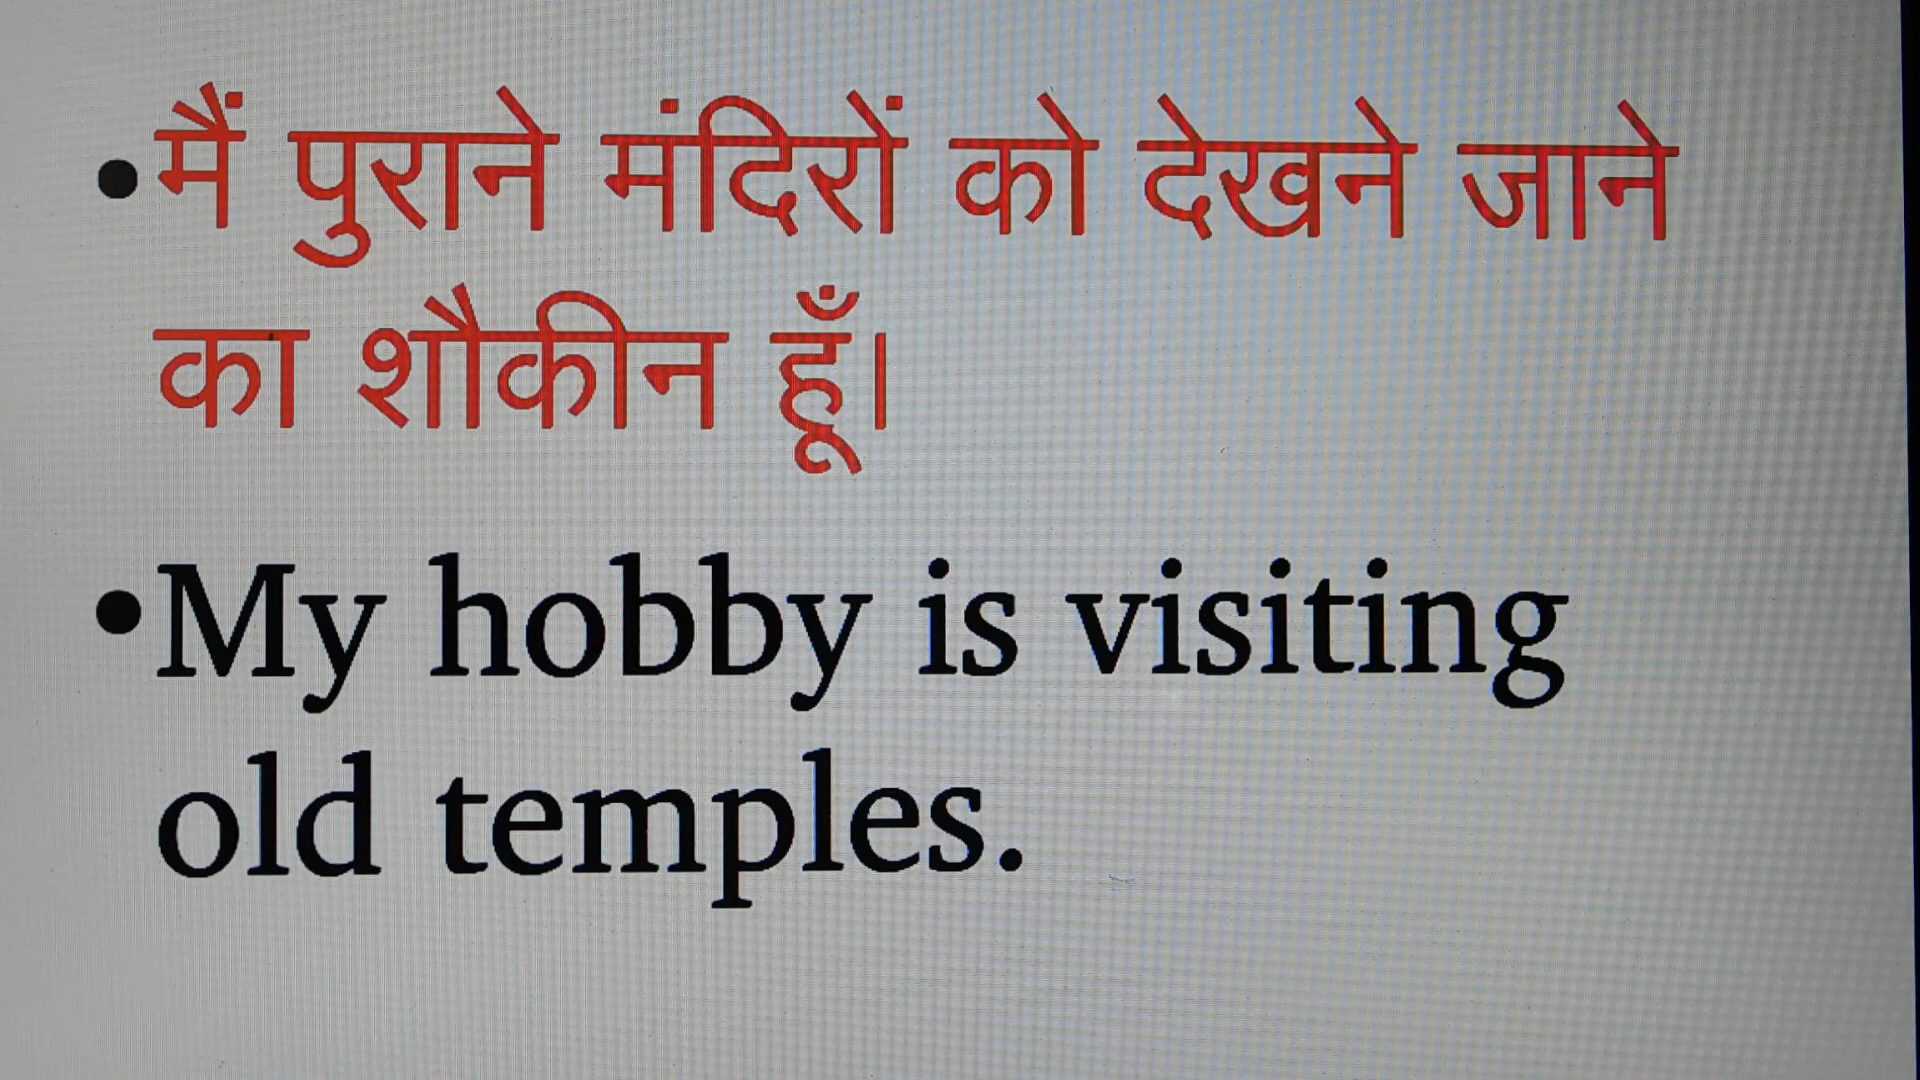 •मैं पुराने मंदिरों को देखने जाने
का शौकीन हूँ।
•My hobby is visiting
old temples.